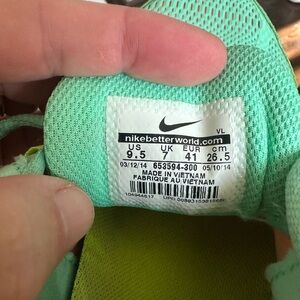 VL
nikebetterworld.com
US UK EUR cm
9.5 7 41 26.5
03/12/14 653594-300 05/10/14
MADE IN VIETNAM
FABRIQUE AU VIETNAM